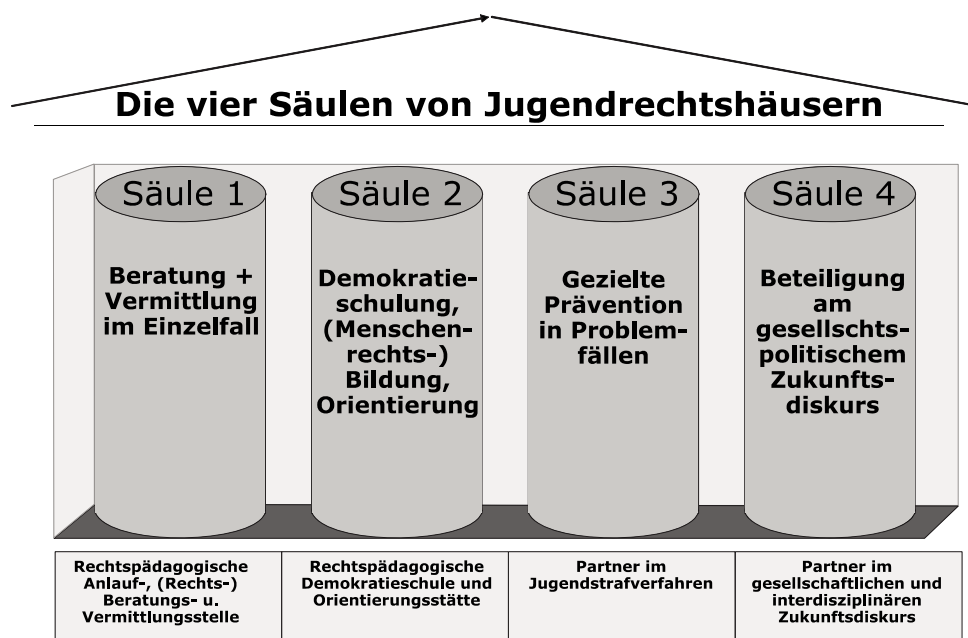 Die vier Säulen von Jugendrechtshäusern
Säule 1
Beratung +
Vermittlung
im Einzelfall
Säule 2
Demokratie-
schulung,
(Menschen-
rechts-)
Bildung,
Orientierung
Säule 3
Gezielte
Prävention
in Problem-
fällen
Säule 4
Beteiligung
am
gesellschts-
politischem
Zukunfts-
diskurs
Rechtspädagogische
Anlauf-, (Rechts-)
Beratungs- u.
Vermittlungsstelle
Rechtspädagogische
Demokratieschule und
Orientierungsstätte
Partner im
Jugendstrafverfahren
Partner im
gesellschaftlichen und
interdisziplinären
Zukunftsdiskurs